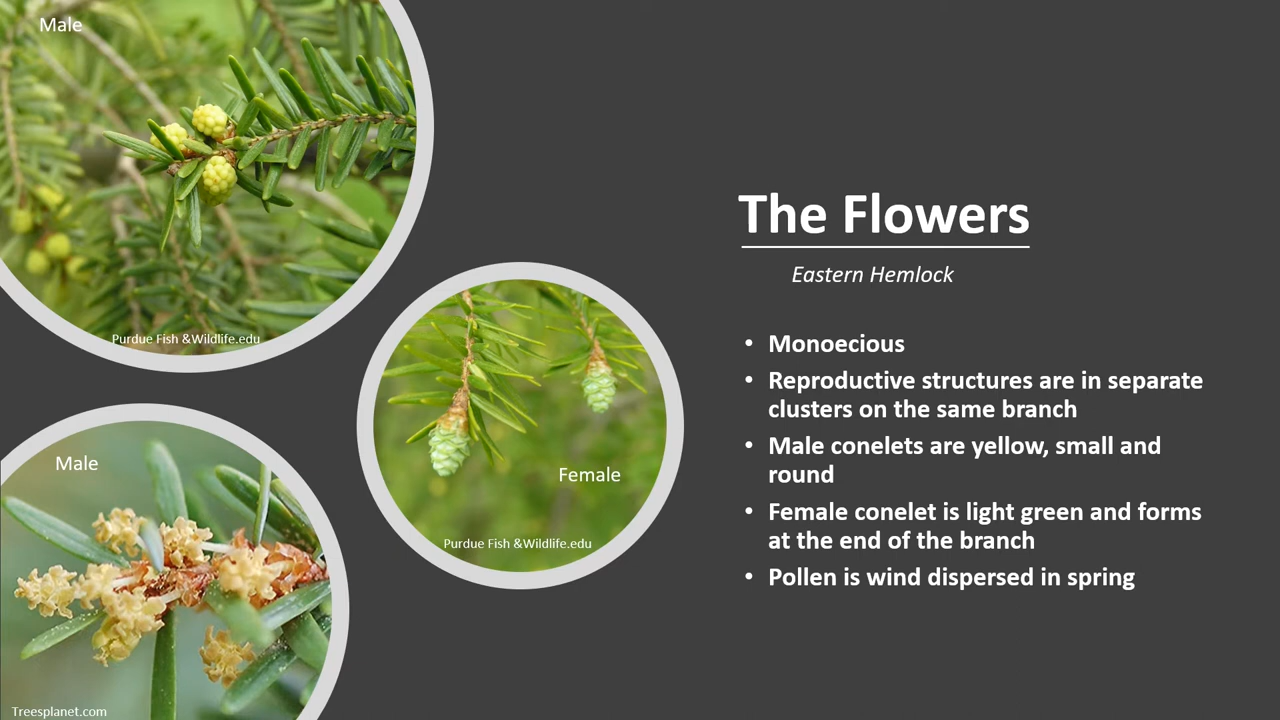 Male
Purdue Fish &Wildlife.edu
Male
Treesplanet.com
Female
Purdue Fish &Wildlife.edu
The Flowers
Eastern Hemlock
• Monoecious
• Reproductive structures are in separate
clusters on the same branch
• Male conelets are yellow, small and
round
• Female conelet is light green and forms
at the end of the branch
• Pollen is wind dispersed in spring